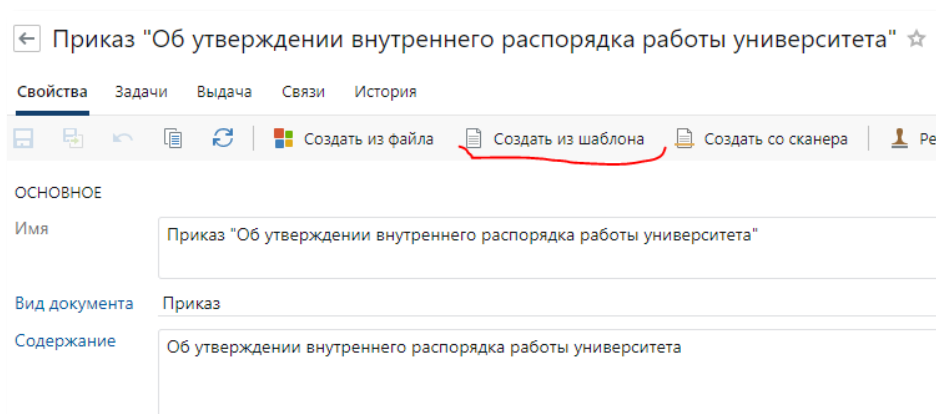 Приказ "Об утверждении внутреннего распорядка работы университета"
Свойства Задачи Выдача Связи История
Создать из файла Создать из шаблона Создать со сканера Ре
ОСНОВНОЕ
Имя
Приказ "Об утверждении внутреннего распорядка работы университета"
Вид документа Приказ
Содержание
Об утверждении внутреннего распорядка работы университета